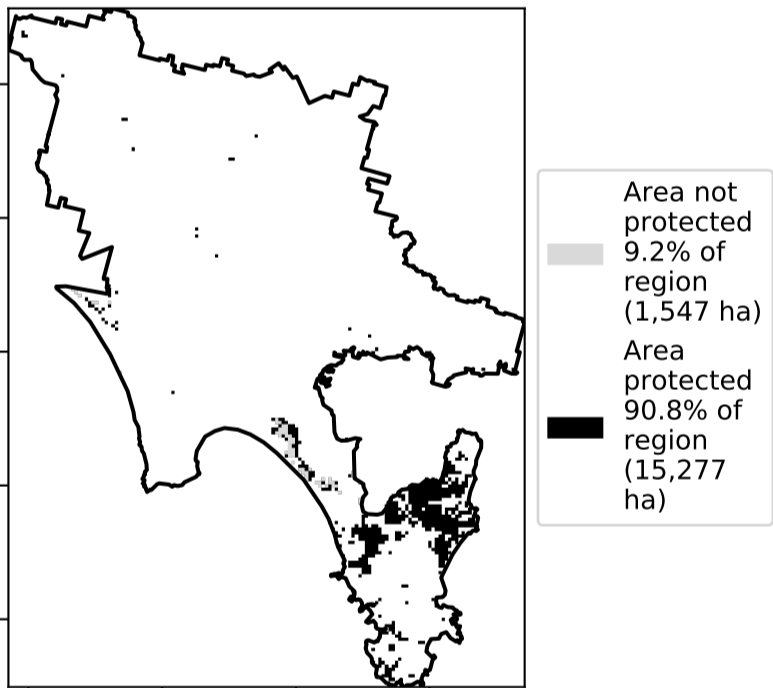 Area not
protected
9.2% of
region
(1,547 ha)
Area
protected
90.8% of
region
(15,277
ha)